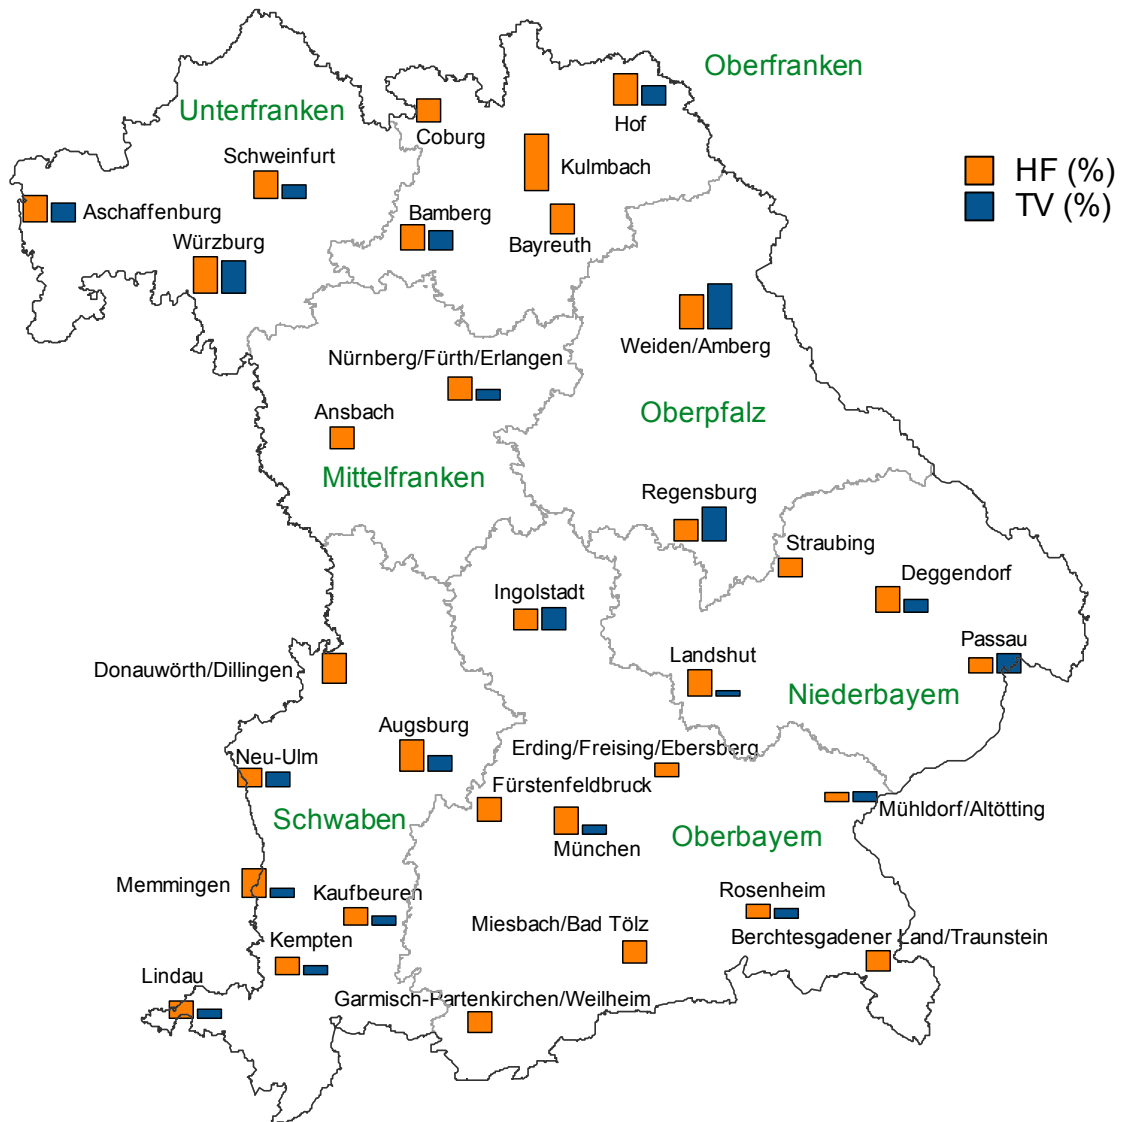 Oberfranken
Unterfranken
Coburg
Hof
HF (%)
TV (%)
Schweinfurt
Kulmbach
Aschaffenburg
Bamberg
Würzburg
Bayreuth
Weiden/Amberg
Nürnberg/Fürth/Erlangen
Ansbach
Oberpfalz
Mittelfranken
Regensburg
Straubing
Deggendorf
Ingolstadt
Passau
Landshut
Donauwörth/Dillingen
Niederbayern
Augsburg
Erding/Freising/Ebersberg
Neu-Ulm
Fürstenfeldbruck
Mühldorf/Altötting
Schwaben
Oberbayern
München
Memmingen
Kaufbeuren
Rosenheim
Miesbach/Bad Tölz
Kempten
Berchtesgadener Land/Traunstein
Lindau
Garmisch-Partenkirchen/Weilheim